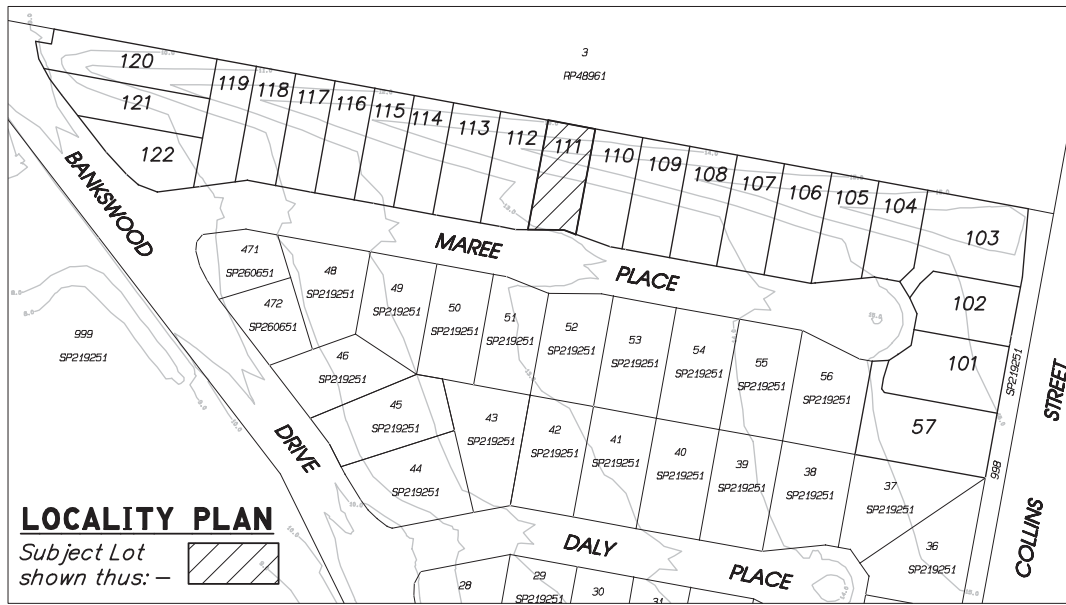 3
RP48961
120
121
122
119
118
117
116
115
114
113
112
111
110
109
108
107
106
105
104
103
102
101
57
BANKSWOOD
DRIVE
MAREE
PLACE
471
SP260651
472
SP260651
48
SP219251
49
SP219251
50
SP219251
51
SP219251
52
SP219251
53
SP219251
54
SP219251
55
SP219251
56
SP219251
46
SP219251
45
SP219251
44
SP219251
43
SP219251
42
SP219251
41
SP219251
40
SP219251
39
SP219251
38
SP219251
37
SP219251
36
SP219251
999
SP219251
998
SP219251
COLLINS
STREET
DALY
PLACE
28
29
SP219251
30
31
LOCALITY PLAN
Subject Lot
shown thus: –